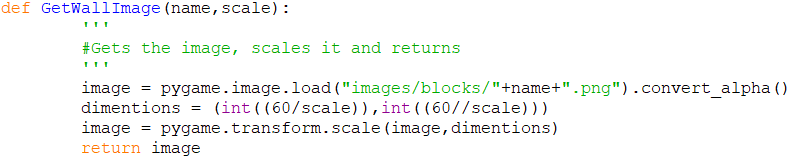 def GetWallImage(name,scale):
'''
#Gets the image, scales it and returns
'''
image = pygame.image.load("images/blocks/"+name+".png").convert_alpha()
dimentions = (int((60/scale)),int((60//scale)))
image = pygame.transform.scale(image,dimentions)
return image